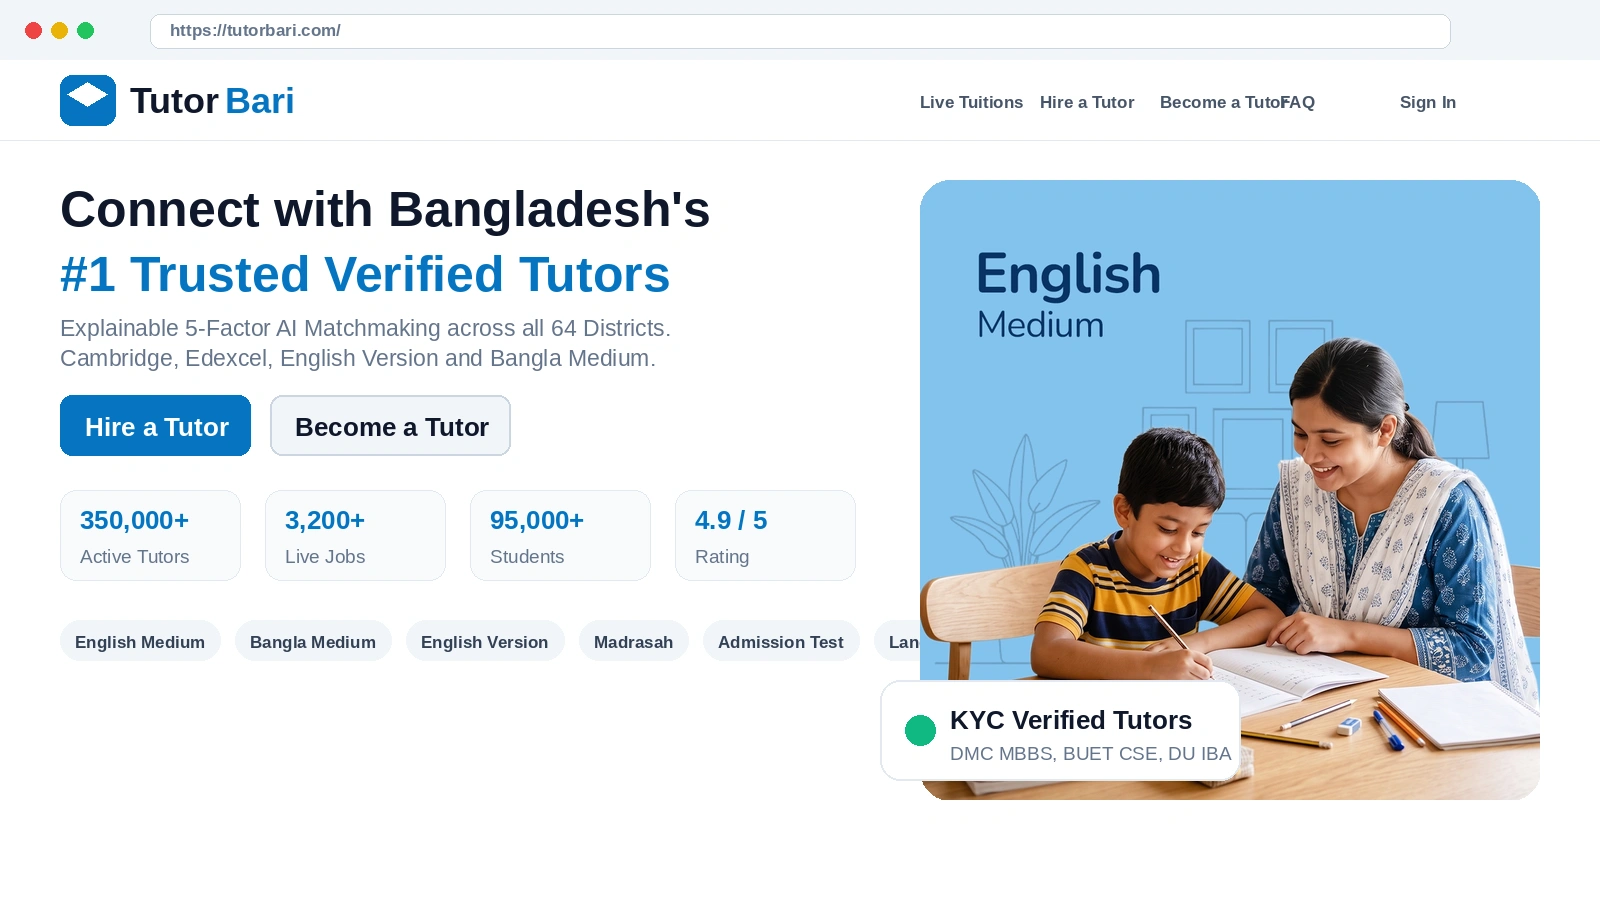 https://tutorbari.com/
Tutor Bari
Live Tuitions
Hire a Tutor
Become a Tutor
FAQ
Sign In
Connect with Bangladesh's
#1 Trusted Verified Tutors
Explainable 5-Factor AI Matchmaking across all 64 Districts.
Cambridge, Edexcel, English Version and Bangla Medium.
Hire a Tutor
Become a Tutor
350,000+
Active Tutors
3,200+
Live Jobs
95,000+
Students
4.9 / 5
Rating
English Medium
Bangla Medium
English Version
Madrasah
Admission Test
English
Medium
KYC Verified Tutors
DMC MBBS, BUET CSE, DU IBA